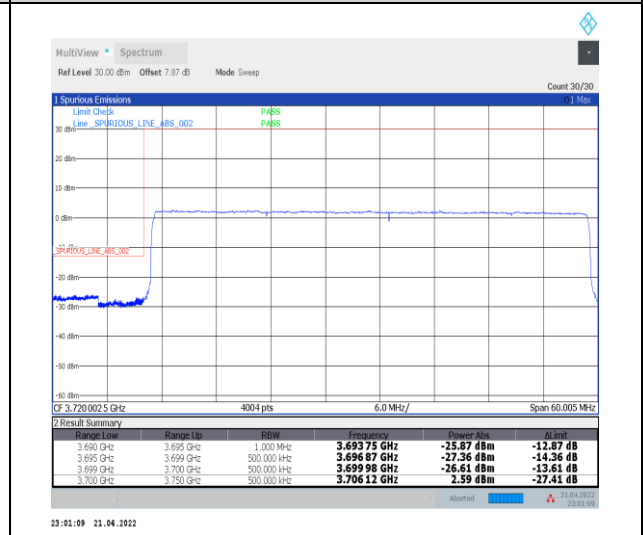 MultiView Spectrum
Ref Level 30.00 dBm Offset 7.87 dB Mode Sweep
Count 30/30
1 Spurious Emissions 1 Max
Limit Check PASS
Line _SPURIOUS_LINE_ABS_002 PASS
30 dBm
20 dBm
10 dBm
0 dBm
-10 dBm
_SPURIOUS_LINE_ABS_002
-20 dBm
-30 dBm
-40 dBm
-50 dBm
-60 dBm
CF 3.720 002 5 GHz 4004 pts 6.0 MHz/ Span 60.005 MHz
2 Result Summary
Range Low Range Up RBW Frequency Power Abs ΔLimit
3.690 GHz 3.695 GHz 1.000 MHz 3.693 75 GHz -25.87 dBm -12.87 dB
3.695 GHz 3.699 GHz 500.000 kHz 3.696 87 GHz -27.36 dBm -14.36 dB
3.699 GHz 3.700 GHz 500.000 kHz 3.699 98 GHz -26.61 dBm -13.61 dB
3.700 GHz 3.750 GHz 500.000 kHz 3.706 12 GHz 2.59 dBm -27.41 dB
Aborted 21.04.2022
23:01:09
23:01:09 21.04.2022